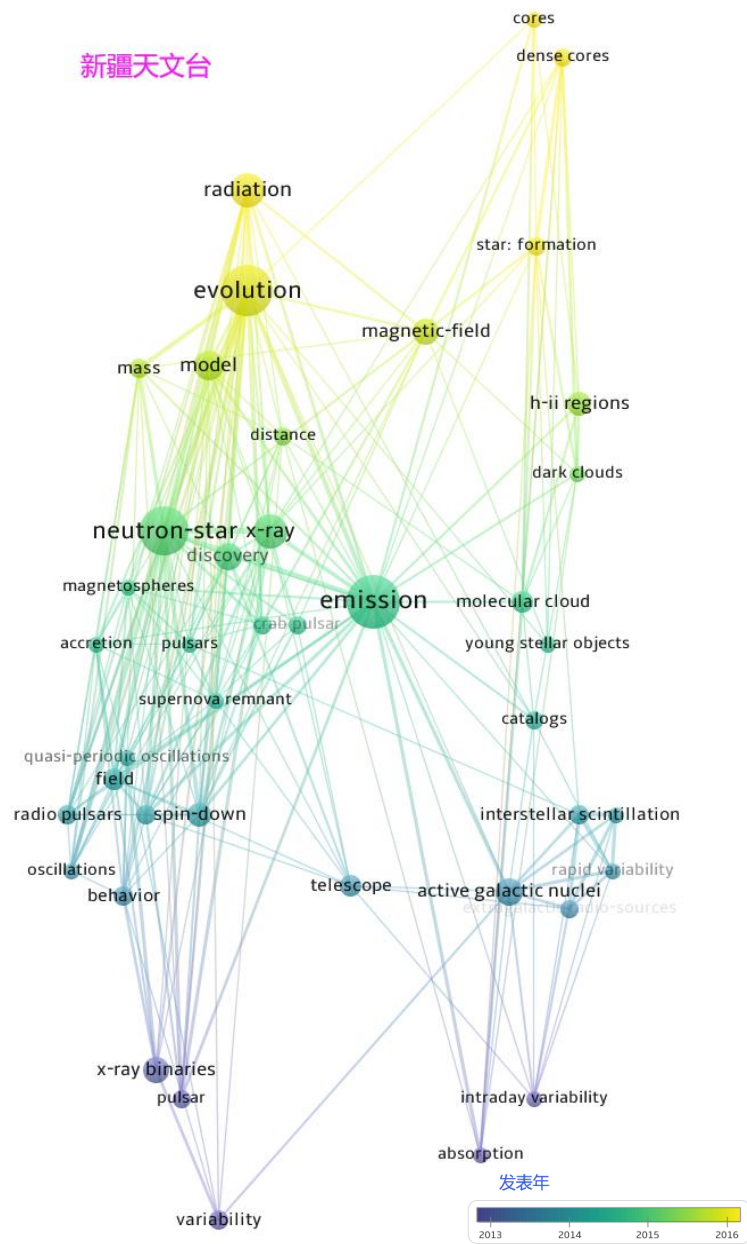 cores
dense cores
新疆天文台
radiation
star: formation
evolution
magnetic-field
mass
model
h-ii regions
distance
dark clouds
neutron-star
x-ray
discovery
magnetospheres
emission
molecular cloud
crab pulsar
accretion
pulsars
young stellar objects
supernova remnant
catalogs
quasi-periodic oscillations
field
radio pulsars
spin-down
interstellar scintillation
oscillations
rapid variability
behavior
telescope
active galactic nuclei
extragalactic radio-sources
x-ray binaries
pulsar
intraday variability
absorption
发表年
variability
2013
2014
2015
2016